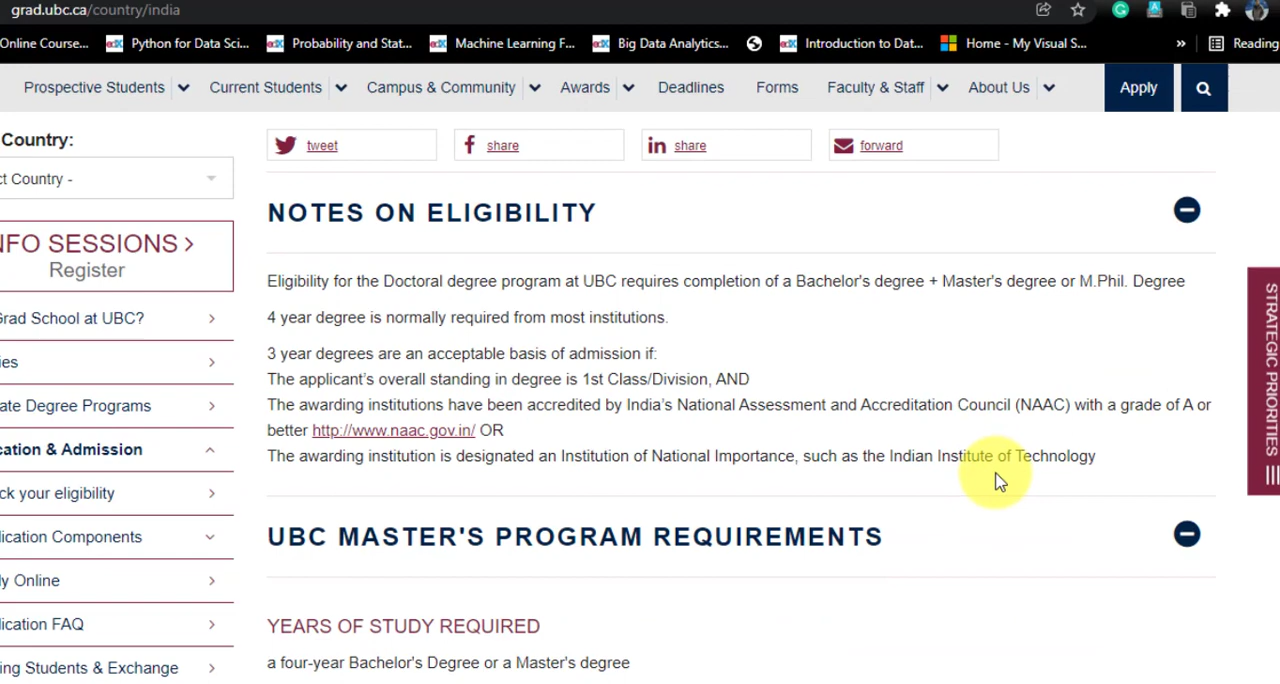 grad.ubc.ca/country/india
Online Course... Python for Data Sci... Probability and Stat... Machine Learning F... Big Data Analytics... Introduction to Dat... Home - My Visual S... » Reading
Prospective Students Current Students Campus & Community Awards Deadlines Forms Faculty & Staff About Us Apply
Country:
ct Country -
NFO SESSIONS
Register
Grad School at UBC?
ies
ate Degree Programs
cation & Admission
ck your eligibility
lication Components
ly Online
lication FAQ
ing Students & Exchange
tweet share share forward
NOTES ON ELIGIBILITY
Eligibility for the Doctoral degree program at UBC requires completion of a Bachelor's degree + Master's degree or M.Phil. Degree
4 year degree is normally required from most institutions.
3 year degrees are an acceptable basis of admission if:
The applicant's overall standing in degree is 1st Class/Division, AND
The awarding institutions have been accredited by India's National Assessment and Accreditation Council (NAAC) with a grade of A or
better http://www.naac.gov.in/ OR
The awarding institution is designated an Institution of National Importance, such as the Indian Institute of Technology
UBC MASTER'S PROGRAM REQUIREMENTS
YEARS OF STUDY REQUIRED
a four-year Bachelor's Degree or a Master's degree
STRATEGIC PRIORITIES